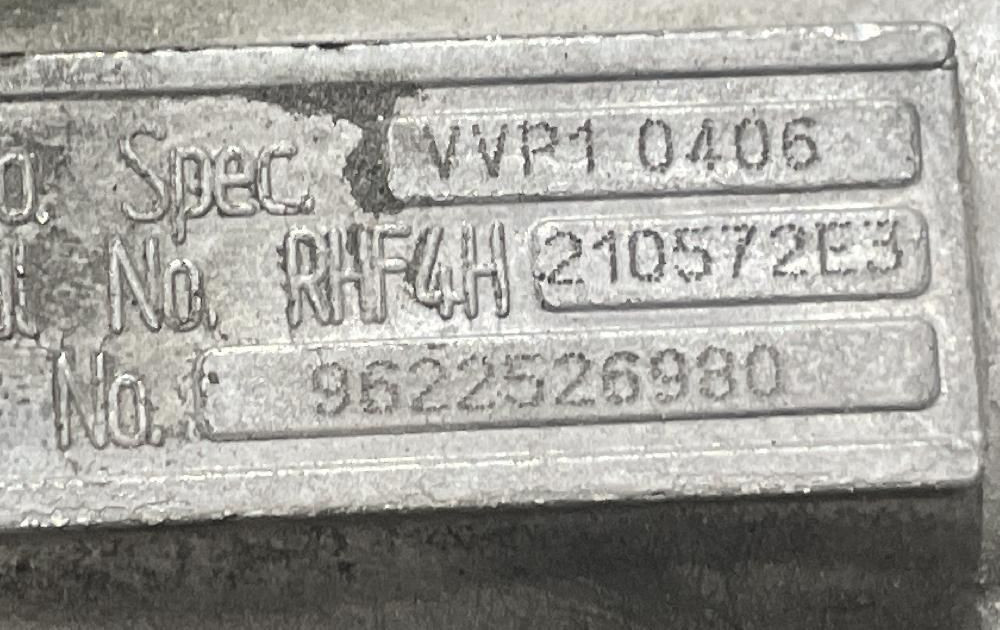 o. Spec. VVP1 0406
l No. RHF4H 210572E3
No. 9622526980